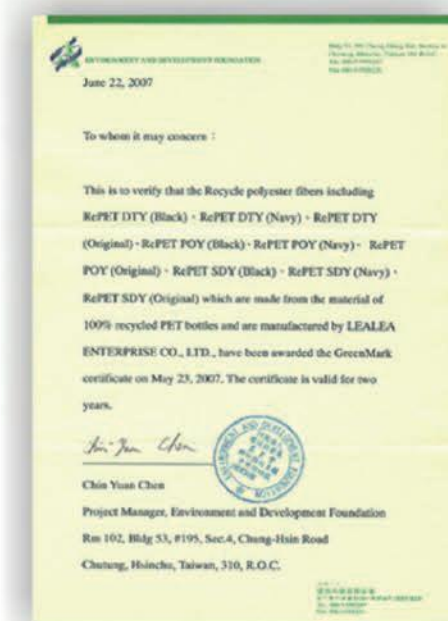 ENVIRONMENT AND DEVELOPMENT FOUNDATION
June 22, 2007
To whom it may concern：
This is to verify that the Recycle polyester fibers including
RePET DTY (Black)、RePET DTY (Navy)、RePET DTY
(Original)、RePET POY (Black)、RePET POY (Navy)、RePET
POY (Original)、RePET SDY (Black)、RePET SDY (Navy)、
RePET SDY (Original) which are made from the material of
100% recycled PET bottles and are manufactured by LEALEA
ENTERPRISE CO., LTD., have been awarded the GreenMark
certificate on May 23, 2007. The certificate is valid for two
years.
Chin Yuan Chen
Project Manager, Environment and Development Foundation
Rm 102, Bldg 53, #195, Sec.4, Chung-Hsin Road
Chutung, Hsinchu, Taiwan, 310, R.O.C.